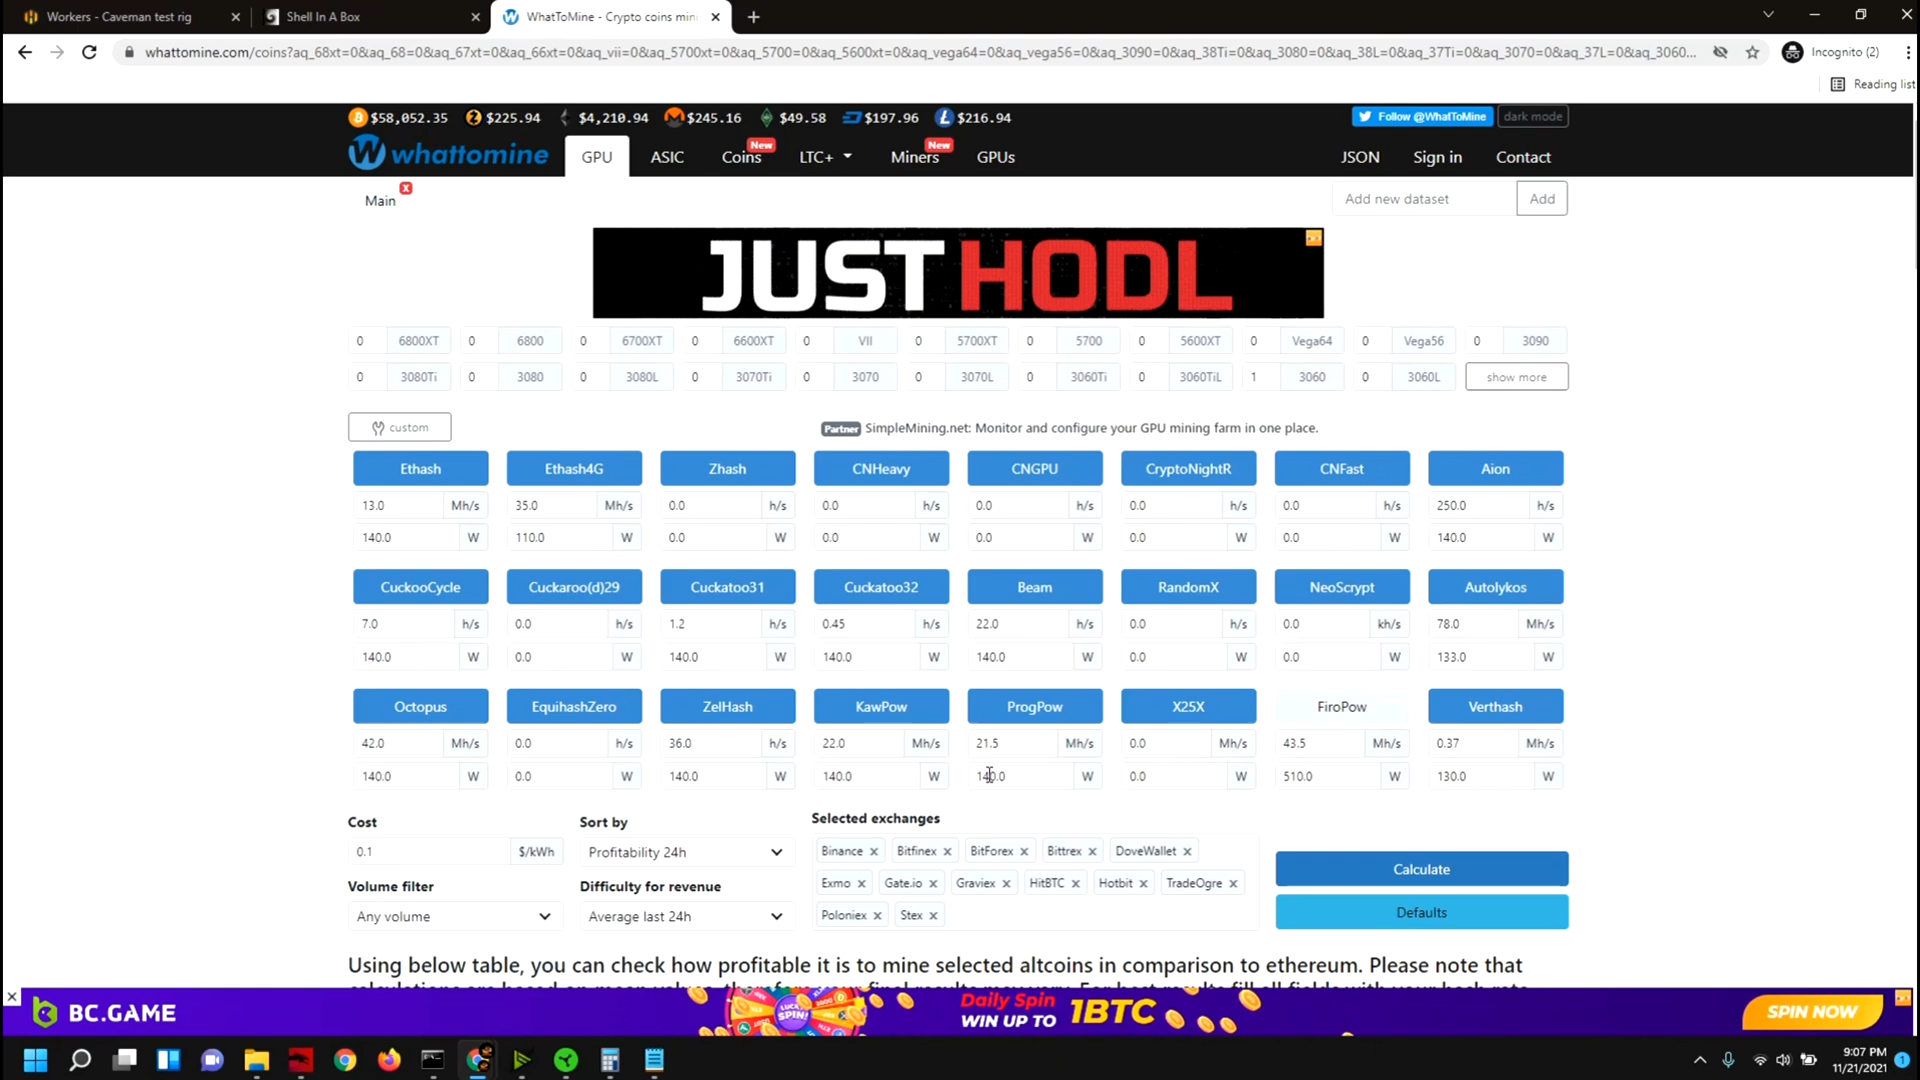 Workers - Caveman test rig
Shell In A Box
WhatToMine - Crypto coins min
whattomine.com/coins?aq_68xt=0&aq_68=0&aq_67xt=0&aq_66xt=0&aq_vii=0&aq_5700xt=0&aq_5700=0&aq_5600xt=0&aq_vega64=0&aq_vega56=0&aq_3090=0&aq_38Ti=0&aq_3080=0&aq_38L=0&aq_37Ti=0&aq_3070=0&aq_37L=0&aq_3060...
Incognito (2)
Reading list
$58,052.35 $225.94 $4,210.94 $245.16 $49.58 $197.96 $216.94
Follow @WhatToMine dark mode
whattomine GPU ASIC Coins New LTC+ Miners New GPUs JSON Sign in Contact
Main x Add new dataset Add
JUST HODL
0 6800XT 0 6800 0 6700XT 0 6600XT 0 VII 0 5700XT 0 5700 0 5600XT 0 Vega64 0 Vega56 0 3090
0 3080Ti 0 3080 0 3080L 0 3070Ti 0 3070 0 3070L 0 3060Ti 0 3060TiL 1 3060 0 3060L show more
custom Partner SimpleMining.net: Monitor and configure your GPU mining farm in one place.
Ethash Ethash4G Zhash CNHeavy CNGPU CryptoNightR CNFast Aion
13.0 Mh/s 35.0 Mh/s 0.0 h/s 0.0 h/s 0.0 h/s 0.0 h/s 0.0 h/s 250.0 h/s
140.0 W 110.0 W 0.0 W 0.0 W 0.0 W 0.0 W 0.0 W 140.0 W
CuckooCycle Cuckaroo(d)29 Cuckatoo31 Cuckatoo32 Beam RandomX NeoScrypt Autolykos
7.0 h/s 0.0 h/s 1.2 h/s 0.45 h/s 22.0 h/s 0.0 h/s 0.0 kh/s 78.0 Mh/s
140.0 W 0.0 W 140.0 W 140.0 W 140.0 W 0.0 W 0.0 W 133.0 W
Octopus EquihashZero ZelHash KawPow ProgPow X25X FiroPow Verthash
42.0 Mh/s 0.0 h/s 36.0 h/s 22.0 Mh/s 21.5 Mh/s 0.0 Mh/s 43.5 Mh/s 0.37 Mh/s
140.0 W 0.0 W 140.0 W 140.0 W 140.0 W 0.0 W 510.0 W 130.0 W
Cost Sort by Selected exchanges
0.1 $/kWh Profitability 24h Binance Bitfinex BitForex Bittrex DoveWallet Calculate
Volume filter Difficulty for revenue Exmo Gate.io Graviex HitBTC Hotbit TradeOgre
Any volume Average last 24h Poloniex Stex Defaults
Using below table, you can check how profitable it is to mine selected altcoins in comparison to ethereum. Please note that
BC.GAME Daily Spin WIN UP TO 1BTC SPIN NOW
9:07 PM
11/21/2021 1